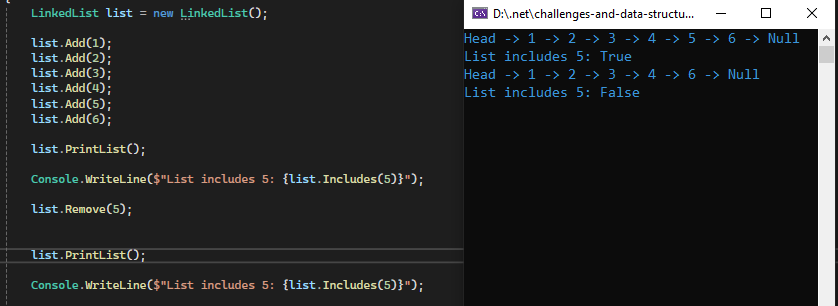 LinkedList list = new LinkedList();
list.Add(1);
list.Add(2);
list.Add(3);
list.Add(4);
list.Add(5);
list.Add(6);
list.PrintList();
Console.WriteLine($"List includes 5: {list.Includes(5)}");
list.Remove(5);
list.PrintList();
Console.WriteLine($"List includes 5: {list.Includes(5)}");
D:\.net\challenges-and-data-structu...
Head -> 1 -> 2 -> 3 -> 4 -> 5 -> 6 -> Null
List includes 5: True
Head -> 1 -> 2 -> 3 -> 4 -> 6 -> Null
List includes 5: False